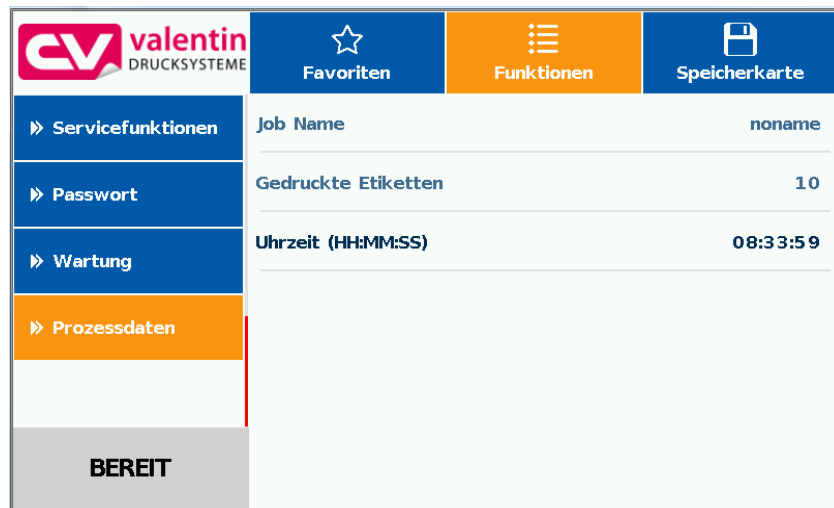 valentin
DRUCKSYSTEME
Favoriten
Funktionen
Speicherkarte
Servicefunktionen
Passwort
Wartung
Prozessdaten
BEREIT
Job Name noname
Gedruckte Etiketten 10
Uhrzeit (HH:MM:SS) 08:33:59